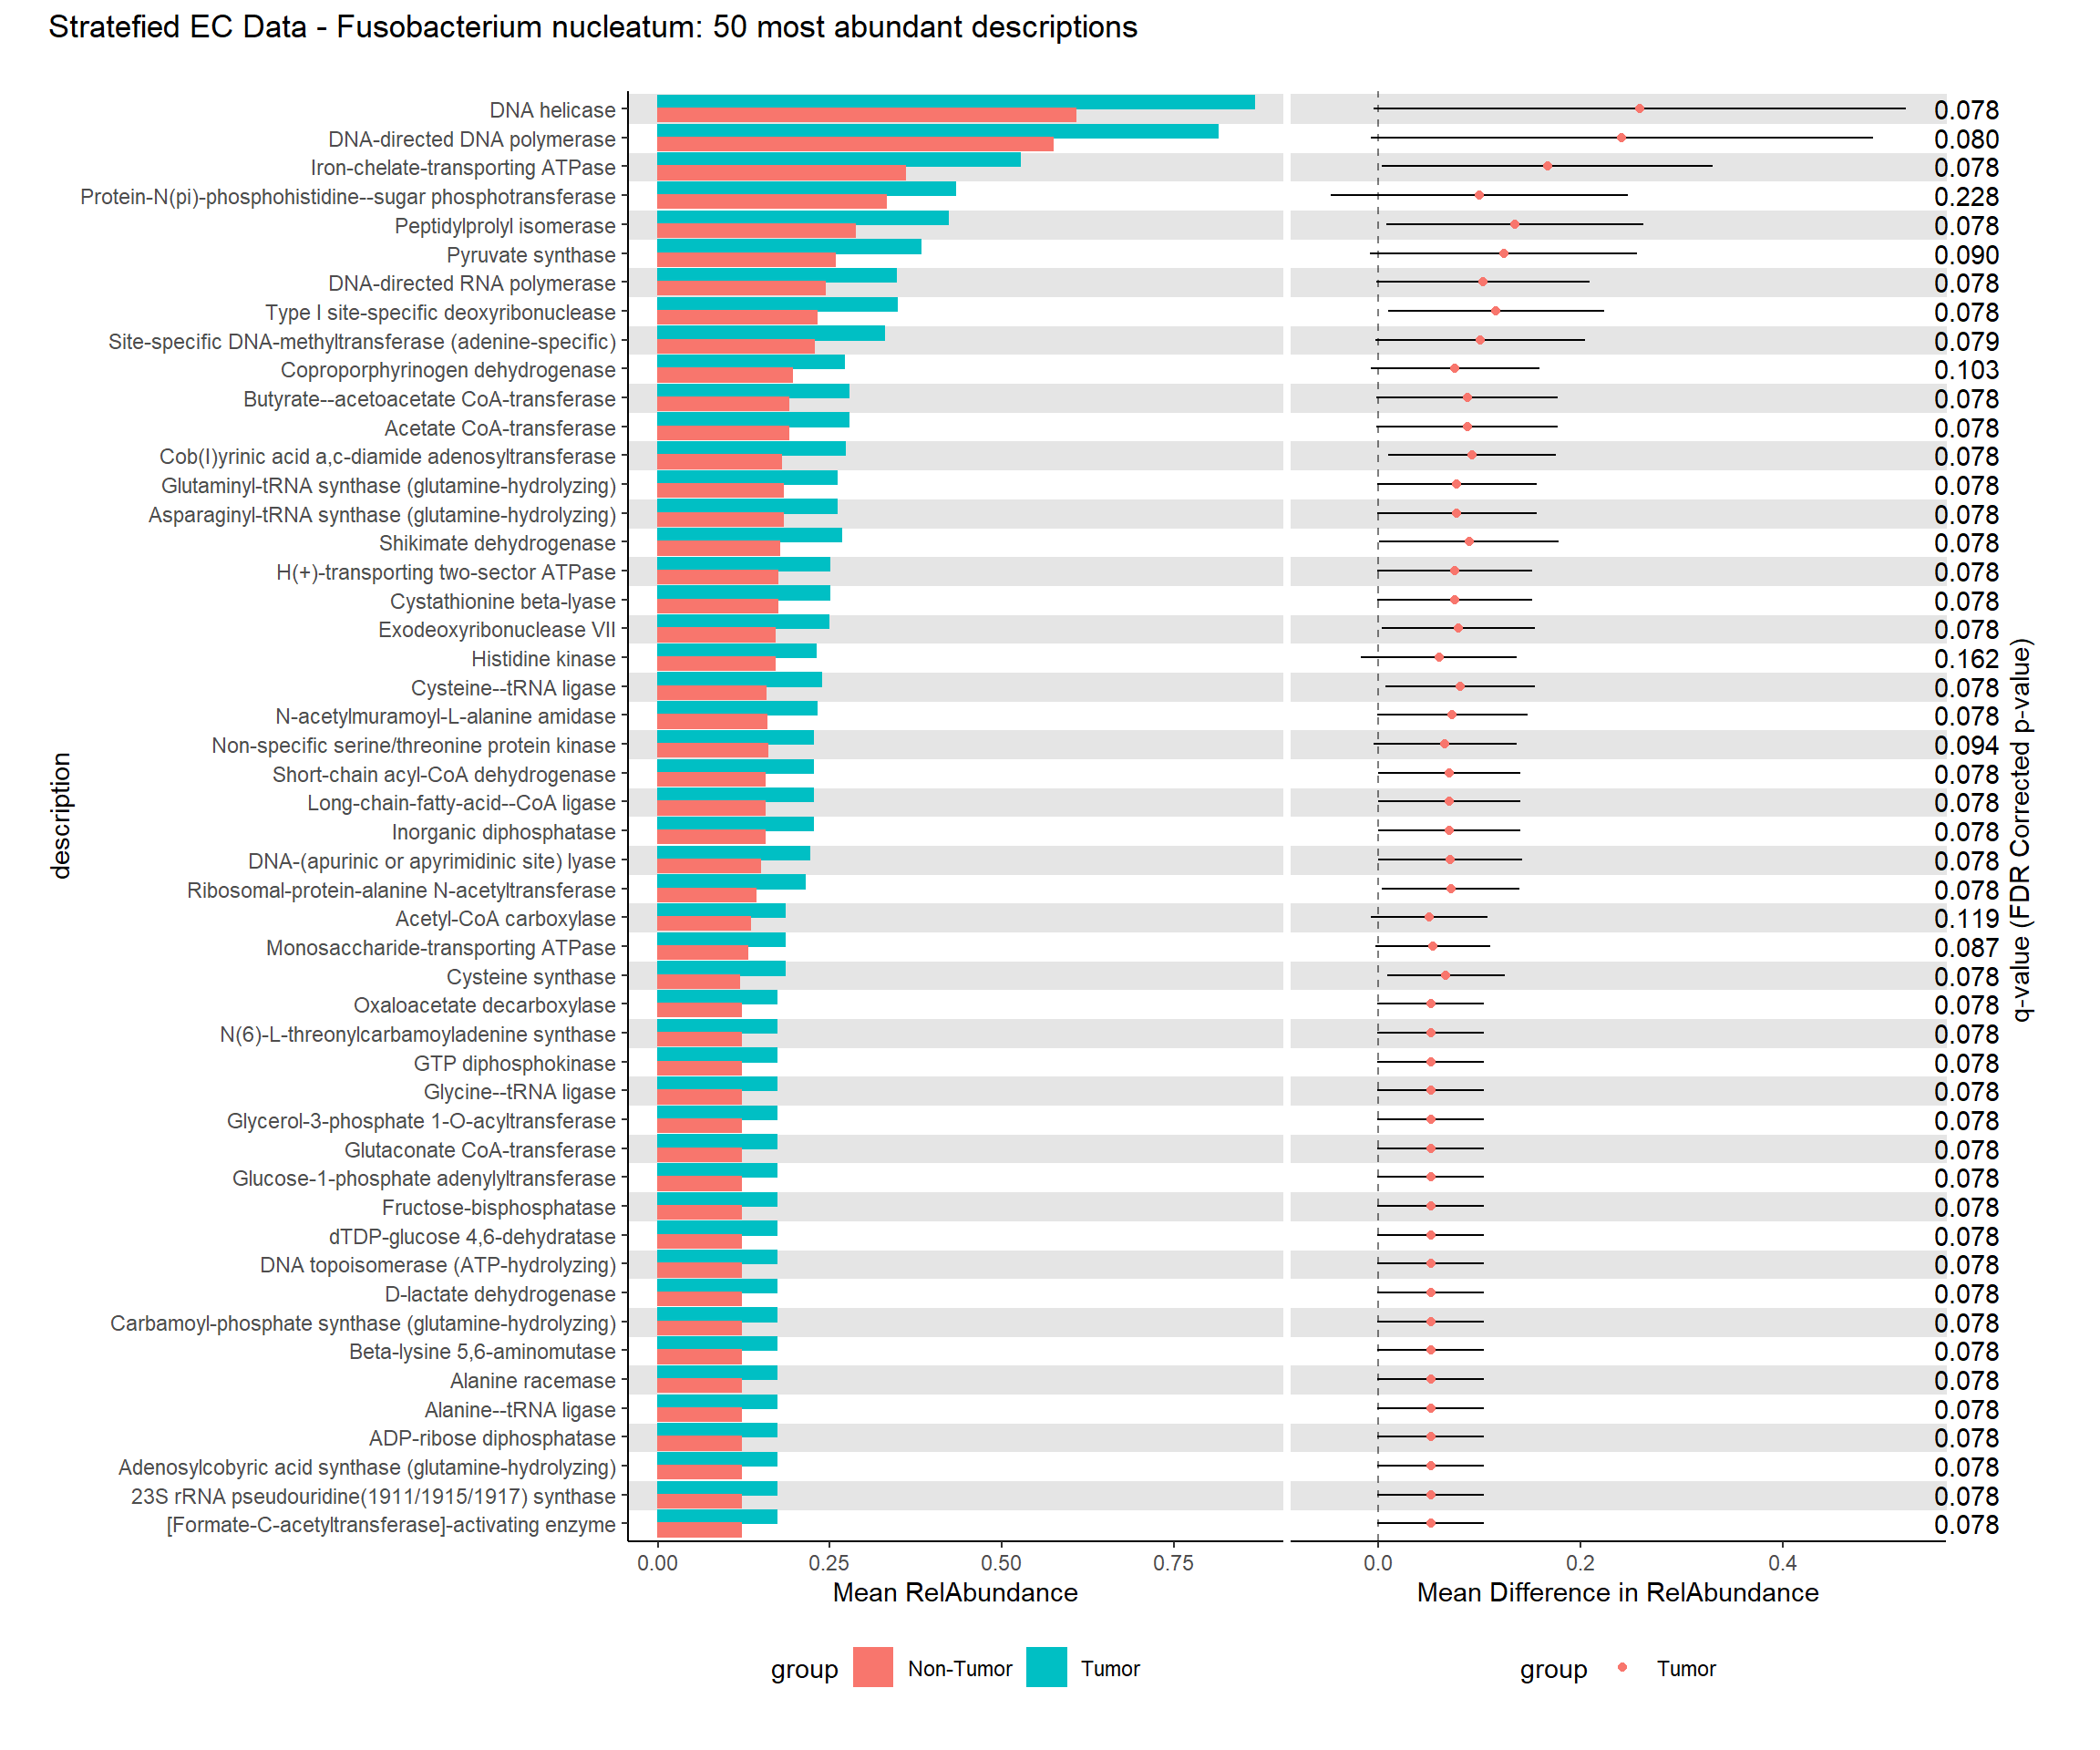 Stratefied EC Data - Fusobacterium nucleatum: 50 most abundant descriptions
description
DNA helicase 0.078
DNA-directed DNA polymerase 0.080
Iron-chelate-transporting ATPase 0.078
Protein-N(pi)-phosphohistidine--sugar phosphotransferase 0.228
Peptidylprolyl isomerase 0.078
Pyruvate synthase 0.090
DNA-directed RNA polymerase 0.078
Type I site-specific deoxyribonuclease 0.078
Site-specific DNA-methyltransferase (adenine-specific) 0.079
Coproporphyrinogen dehydrogenase 0.103
Butyrate--acetoacetate CoA-transferase 0.078
Acetate CoA-transferase 0.078
Cob(I)yrinic acid a,c-diamide adenosyltransferase 0.078
Glutaminyl-tRNA synthase (glutamine-hydrolyzing) 0.078
Asparaginyl-tRNA synthase (glutamine-hydrolyzing) 0.078
Shikimate dehydrogenase 0.078
H(+)-transporting two-sector ATPase 0.078
Cystathionine beta-lyase 0.078
Exodeoxyribonuclease VII 0.078
Histidine kinase 0.162
Cysteine--tRNA ligase 0.078
N-acetylmuramoyl-L-alanine amidase 0.078
Non-specific serine/threonine protein kinase 0.094
Short-chain acyl-CoA dehydrogenase 0.078
Long-chain-fatty-acid--CoA ligase 0.078
Inorganic diphosphatase 0.078
DNA-(apurinic or apyrimidinic site) lyase 0.078
Ribosomal-protein-alanine N-acetyltransferase 0.078
Acetyl-CoA carboxylase 0.119
Monosaccharide-transporting ATPase 0.087
Cysteine synthase 0.078
Oxaloacetate decarboxylase 0.078
N(6)-L-threonylcarbamoyladenine synthase 0.078
GTP diphosphokinase 0.078
Glycine--tRNA ligase 0.078
Glycerol-3-phosphate 1-O-acyltransferase 0.078
Glutaconate CoA-transferase 0.078
Glucose-1-phosphate adenylyltransferase 0.078
Fructose-bisphosphatase 0.078
dTDP-glucose 4,6-dehydratase 0.078
DNA topoisomerase (ATP-hydrolyzing) 0.078
D-lactate dehydrogenase 0.078
Carbamoyl-phosphate synthase (glutamine-hydrolyzing) 0.078
Beta-lysine 5,6-aminomutase 0.078
Alanine racemase 0.078
Alanine--tRNA ligase 0.078
ADP-ribose diphosphatase 0.078
Adenosylcobyric acid synthase (glutamine-hydrolyzing) 0.078
23S rRNA pseudouridine(1911/1915/1917) synthase 0.078
[Formate-C-acetyltransferase]-activating enzyme 0.078
q-value (FDR Corrected p-value)
0.00 0.25 0.50 0.75 0.0 0.2 0.4
Mean RelAbundance Mean Difference in RelAbundance
group Non-Tumor Tumor group Tumor